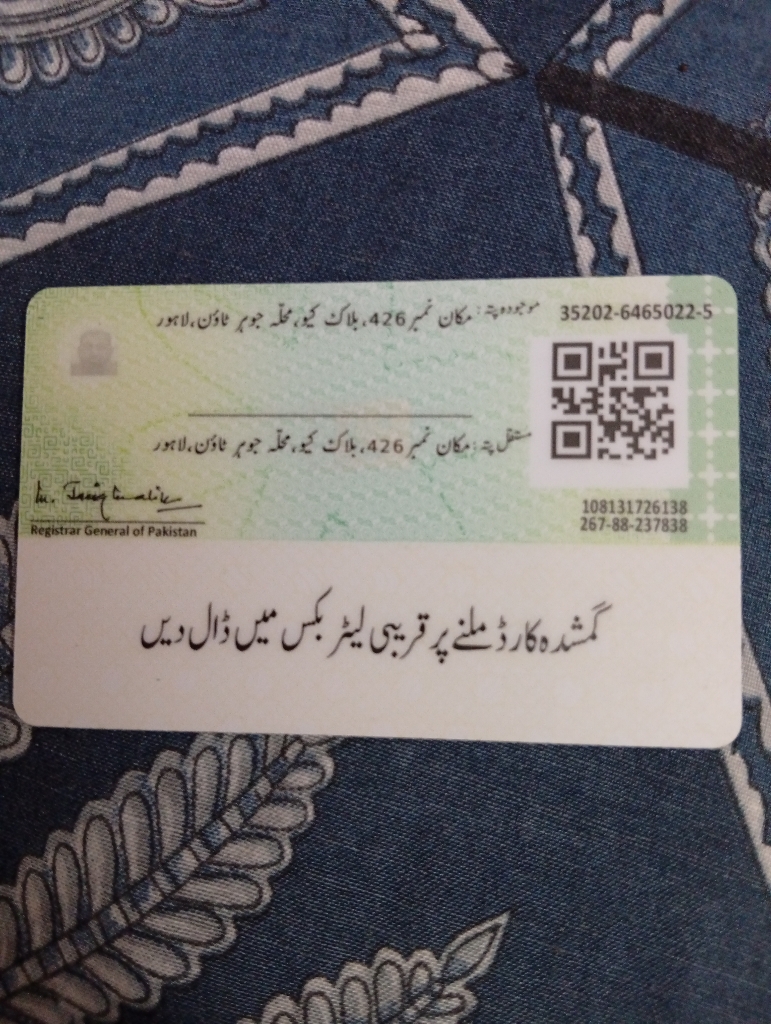 35202-6465022-5
موجودہ پتہ: مکان نمبر 426، بلاک کیو، محلّہ جوہر ٹاؤن، لاہور
مستقل پتہ: مکان نمبر 426، بلاک کیو، محلّہ جوہر ٹاؤن، لاہور
108131726138
267-88-237838
Registrar General of Pakistan
گمشدہ کارڈ ملنے پر قریبی لیٹر بکس میں ڈال دیں